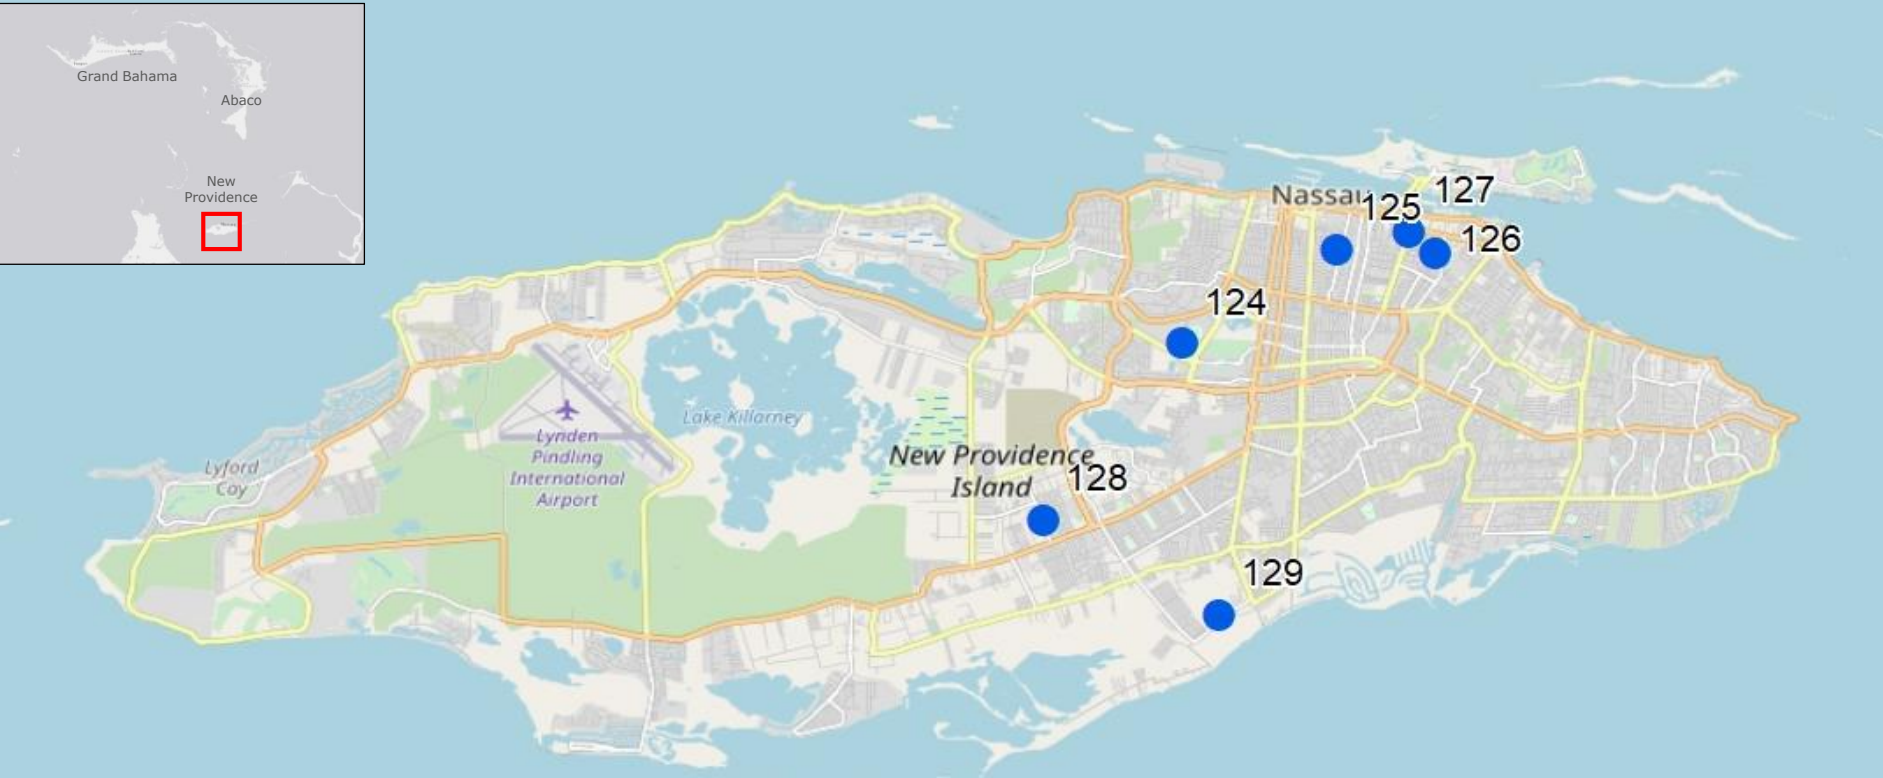 Grand Bahama
Abaco
New
Providence
Nassau
125
127
126
124
Lake Killarney
Lynden
Pindling
International
Airport
Lyford
Cay
New Providence
Island
128
129